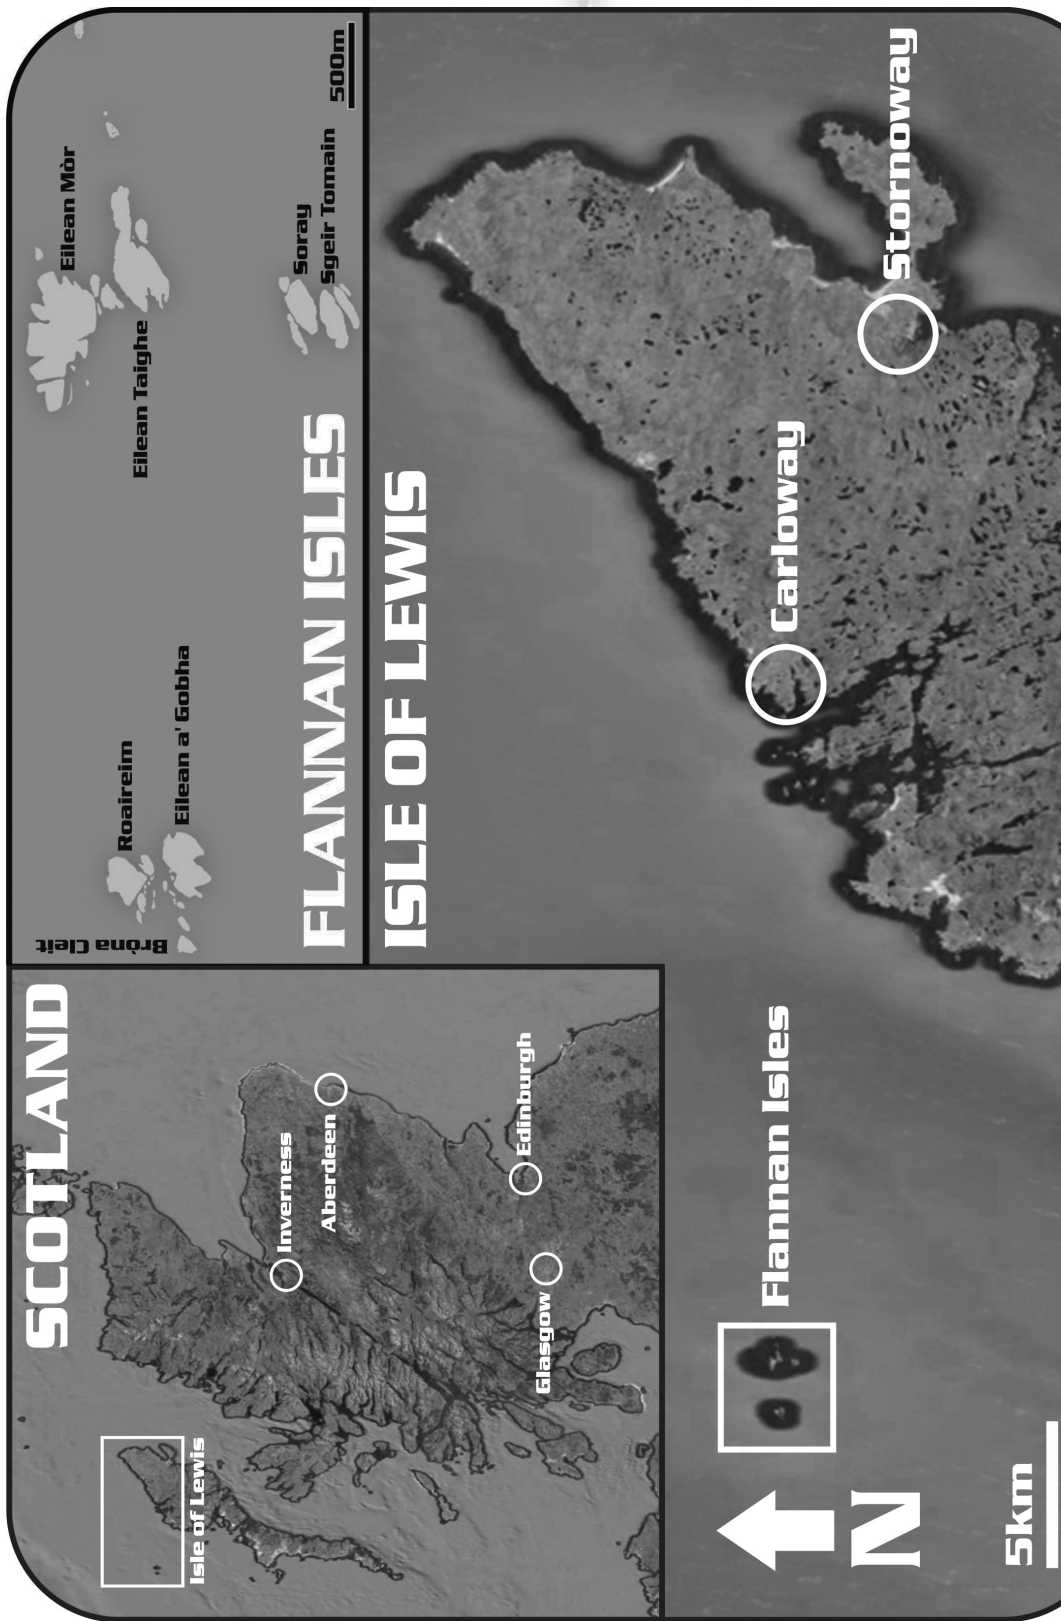 SCOTLAND
Inverness
Aberdeen
Edinburgh
Glasgow
Isle of Lewis
Bròna Cleit
Roaireim
Eilean a' Gobha
Eilean Taighe
Eilean Mòr
Soray
Sgeir Tomain
500m
FLANNAN ISLES
ISLE OF LEWIS
Carloway
Stornoway
Flannan Isles
N
5km